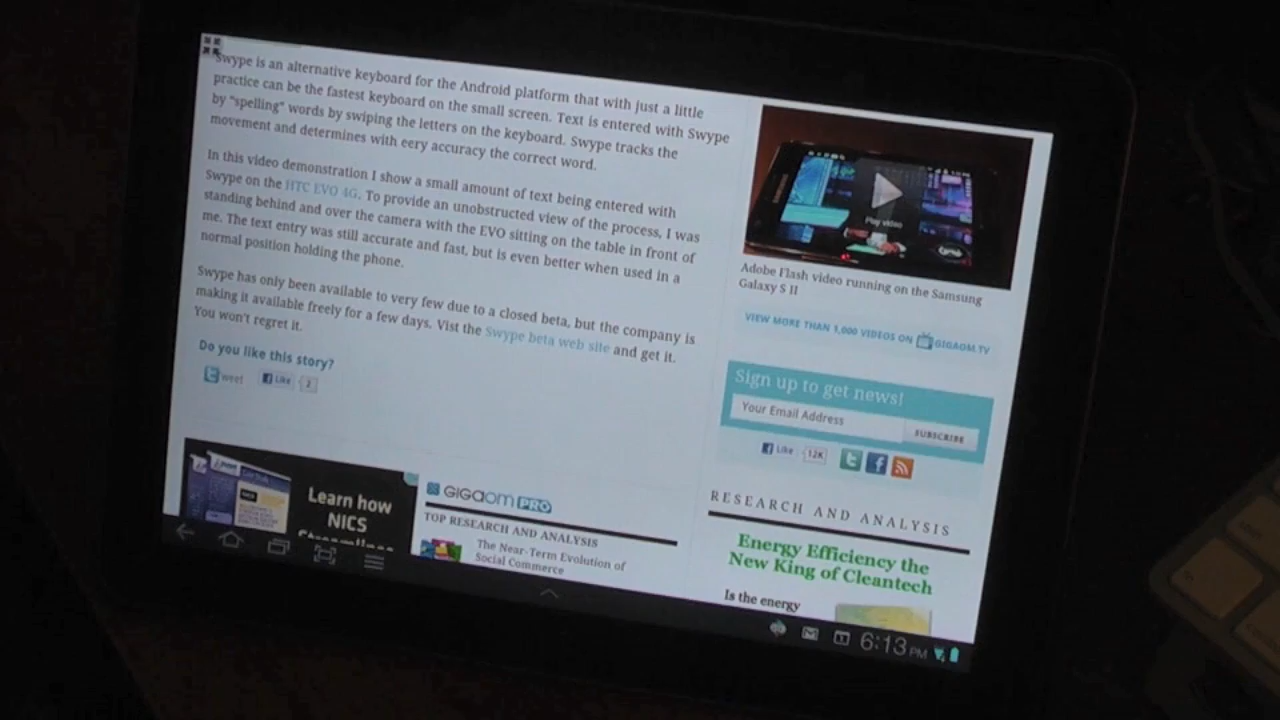 Swype is an alternative keyboard for the Android platform that with just a little
practice can be the fastest keyboard on the small screen. Text is entered with Swype
by "spelling" words by swiping the letters on the keyboard. Swype tracks the
movement and determines with eery accuracy the correct word.
In this video demonstration I show a small amount of text being entered with
Swype on the HTC EVO 4G. To provide an unobstructed view of the process, I was
standing behind and over the camera with the EVO sitting on the table in front of
me. The text entry was still accurate and fast, but is even better when used in a
normal position holding the phone.
Swype has only been available to very few due to a closed beta, but the company is
making it available freely for a few days. Vist the Swype beta web site and get it.
You won't regret it.
Do you like this story?
Tweet
Like 2
Learn how
NICS
GIGAOM PRO
TOP RESEARCH AND ANALYSIS
The Near-Term Evolution of
Social Commerce
SAMSUNG
Play video
bing
Adobe Flash video running on the Samsung
Galaxy S II
VIEW MORE THAN 1,000 VIDEOS ON GIGAOM.TV
Sign up to get news!
Your Email Address
SUBSCRIBE
Like 12K
RESEARCH AND ANALYSIS
Energy Efficiency the
New King of Cleantech
Is the energy
6:13 PM